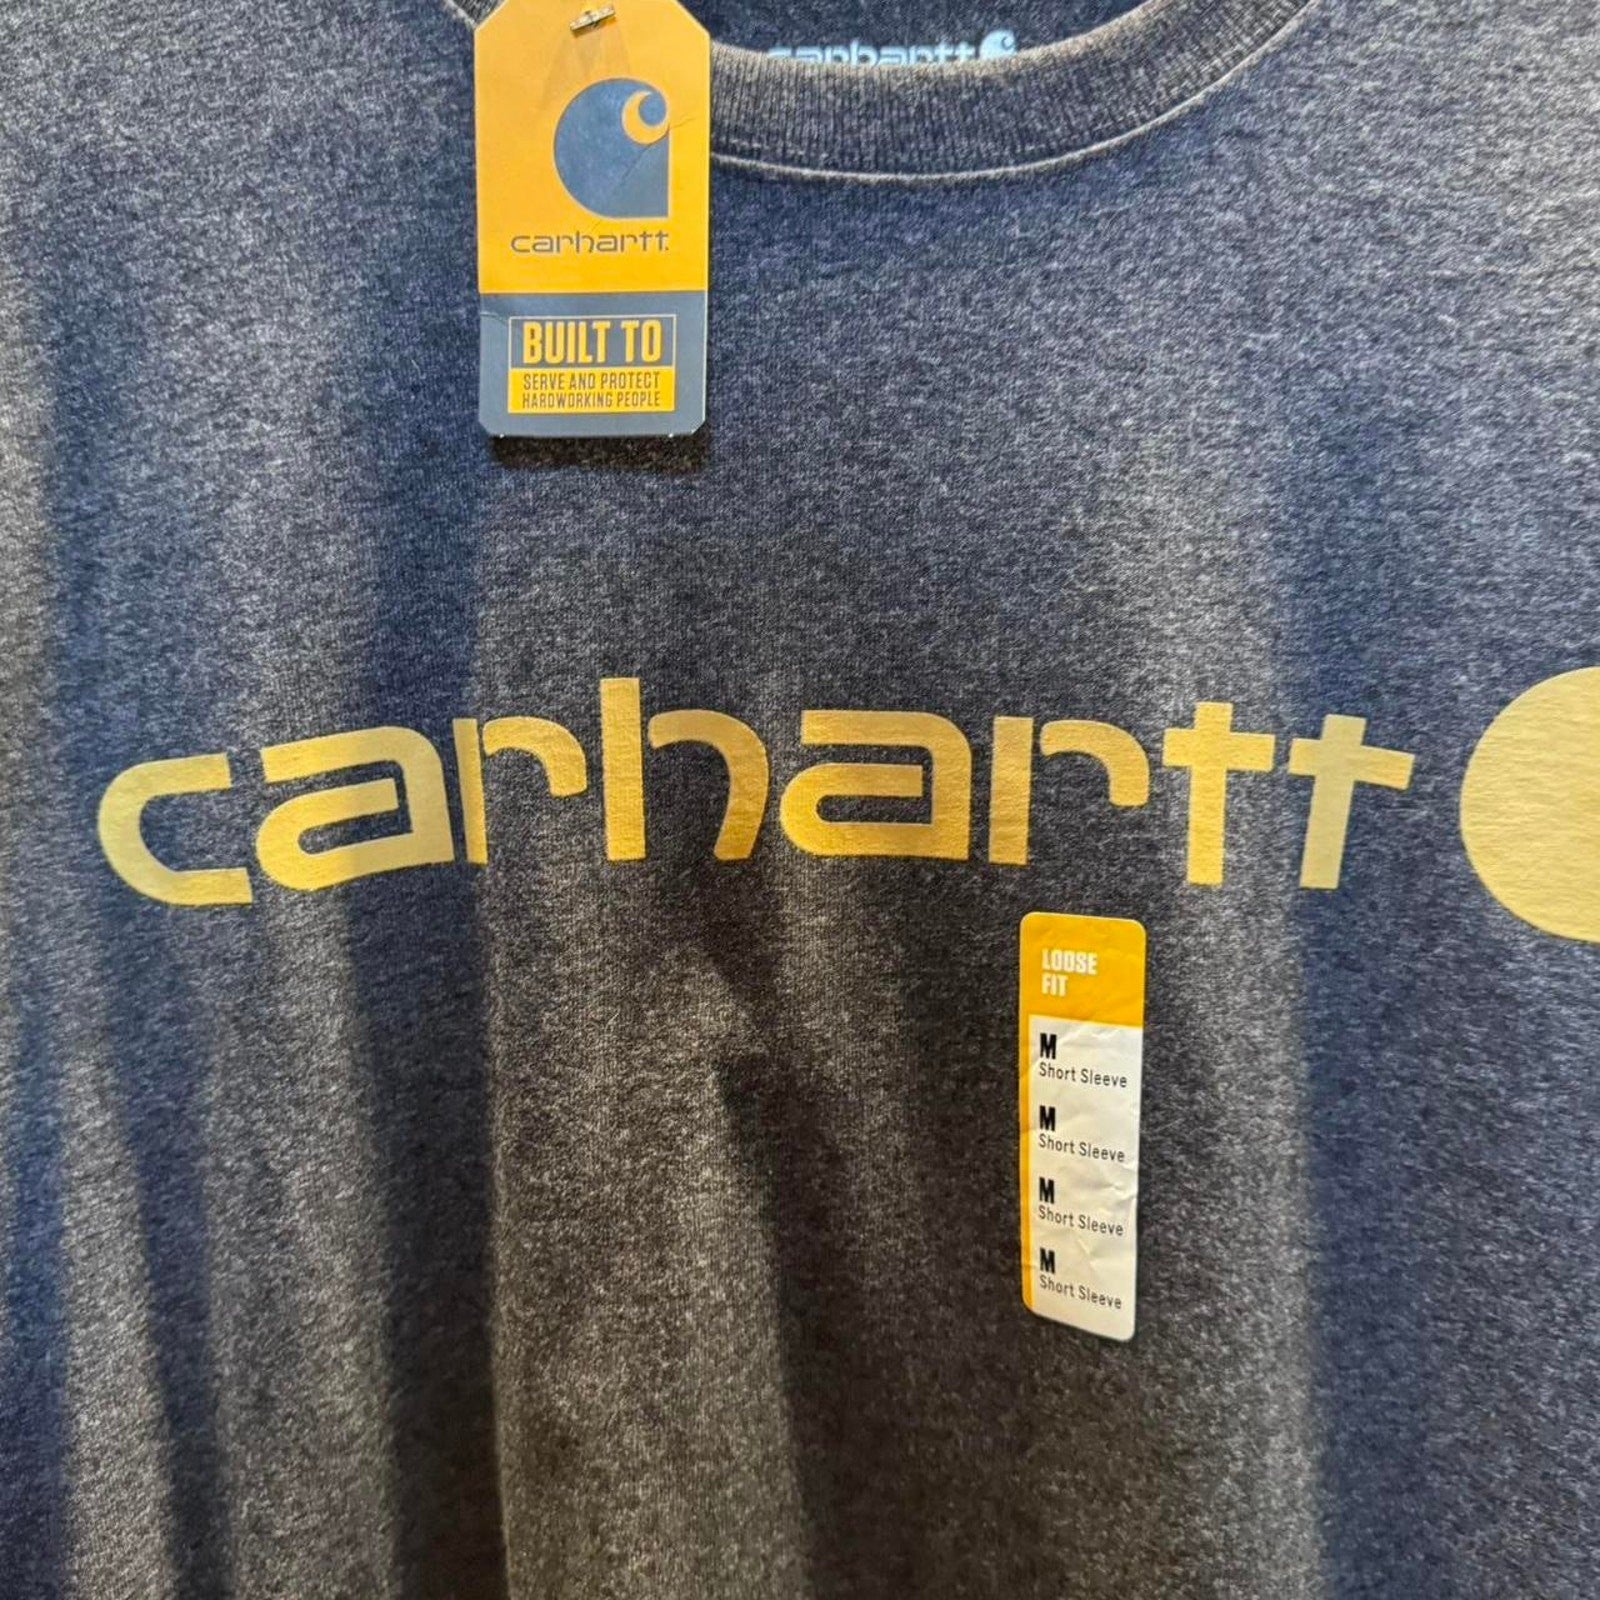 carhartt
carhartt
BUILT TO
SERVE AND PROTECT
HARDWORKING PEOPLE
carhartt
LOOSE
FIT
M
Short Sleeve
M
Short Sleeve
M
Short Sleeve
M
Short Sleeve